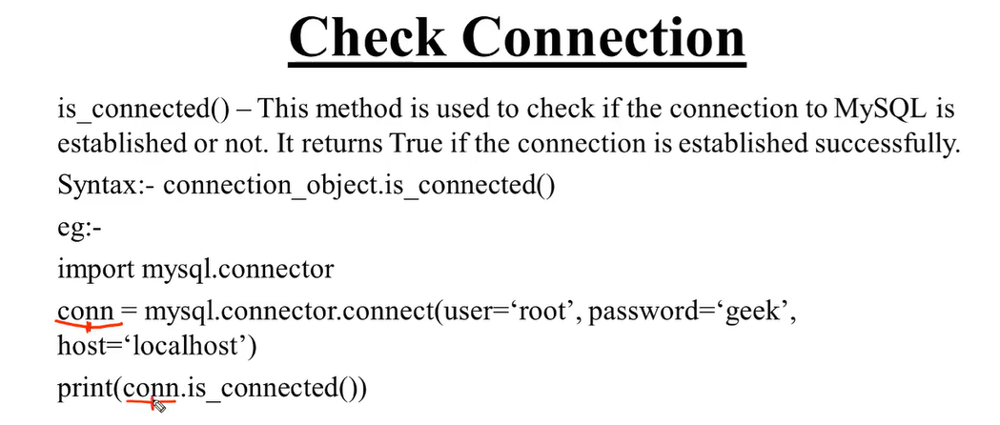 Check Connection
is_connected() – This method is used to check if the connection to MySQL is
established or not. It returns True if the connection is established successfully.
Syntax:- connection_object.is_connected()
eg:-
import mysql.connector
conn = mysql.connector.connect(user=‘root’, password=‘geek’,
host=‘localhost’)
print(conn.is_connected())